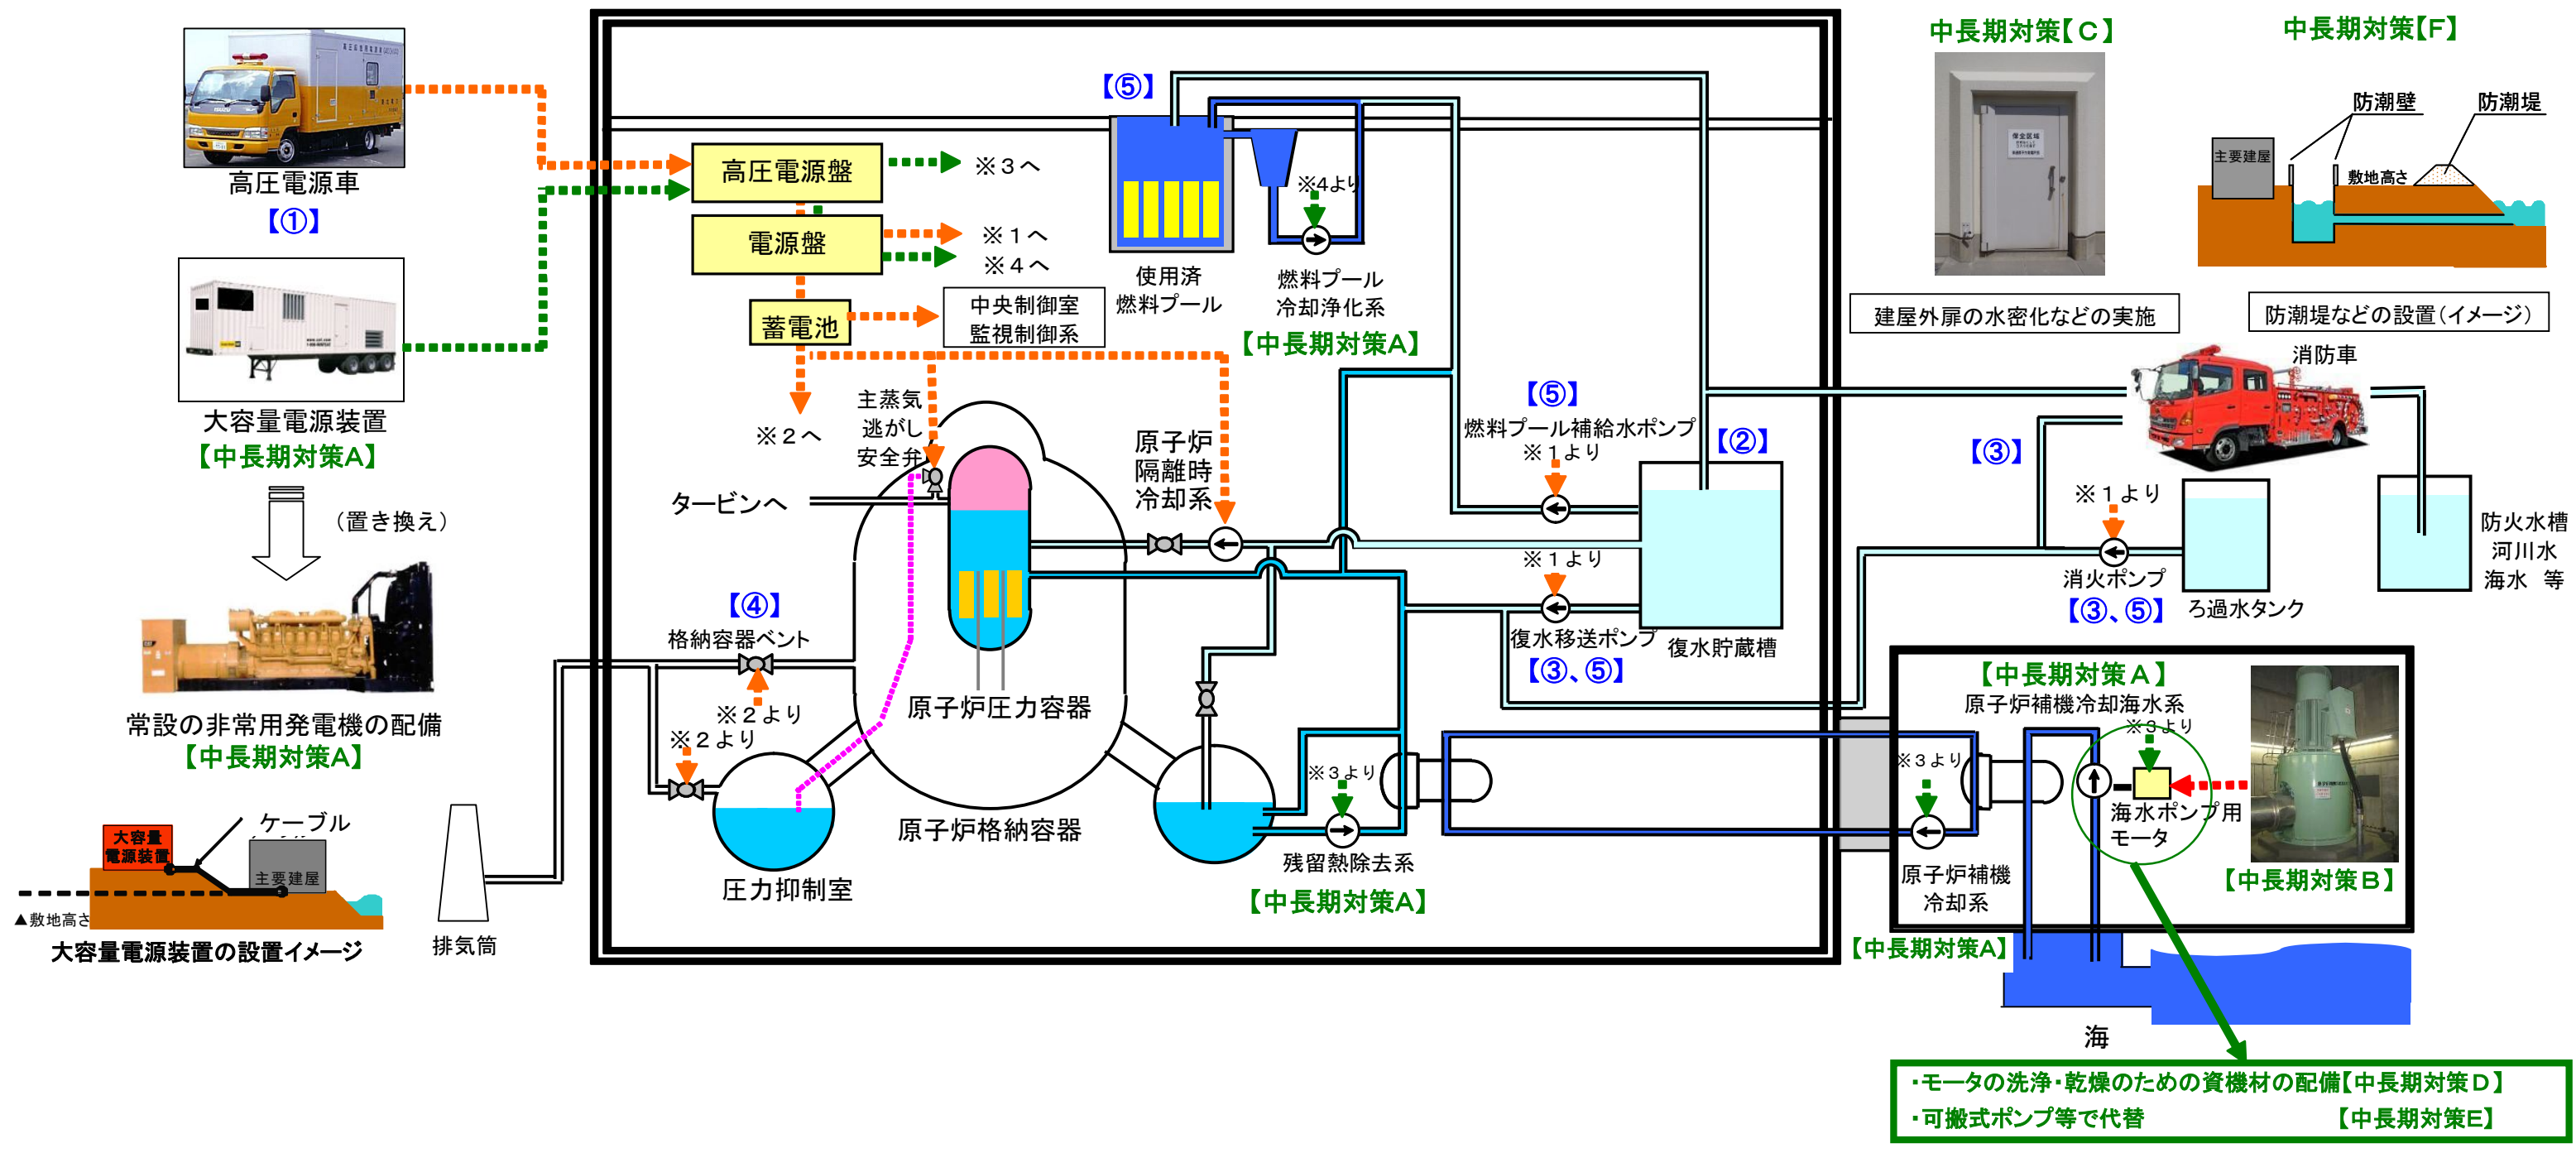 高圧電源車
【①】
大容量電源装置
【中長期対策A】
(置き換え)
常設の非常用発電機の配備
【中長期対策A】
大容量
電源装置
ケーブル
主要建屋
▲敷地高さ
大容量電源装置の設置イメージ
排気筒
高圧電源盤
※3へ
電源盤
※1へ
※4へ
蓄電池
中央制御室
監視制御系
※2へ
【⑤】
使用済
燃料プール
※4より
燃料プール
冷却浄化系
【中長期対策A】
主蒸気
逃がし
安全弁
タービンへ
原子炉
隔離時
冷却系
【④】
格納容器ベント
※2より
※2より
原子炉圧力容器
原子炉格納容器
圧力抑制室
※3より
残留熱除去系
【中長期対策A】
【⑤】
燃料プール補給水ポンプ
※1より
【②】
※1より
復水移送ポンプ
【③、⑤】
復水貯蔵槽
中長期対策【C】
保全区域
建屋外扉の水密化などの実施
中長期対策【F】
防潮壁
防潮堤
主要建屋
敷地高さ
防潮堤などの設置(イメージ)
消防車
【③】
※1より
消火ポンプ
【③、⑤】
ろ過水タンク
防火水槽
河川水
海水 等
【中長期対策A】
原子炉補機冷却海水系
※3より
※3より
海水ポンプ用
モータ
【中長期対策B】
原子炉補機
冷却系
【中長期対策A】
海
・モータの洗浄・乾燥のための資機材の配備【中長期対策D】
・可搬式ポンプ等で代替 【中長期対策E】